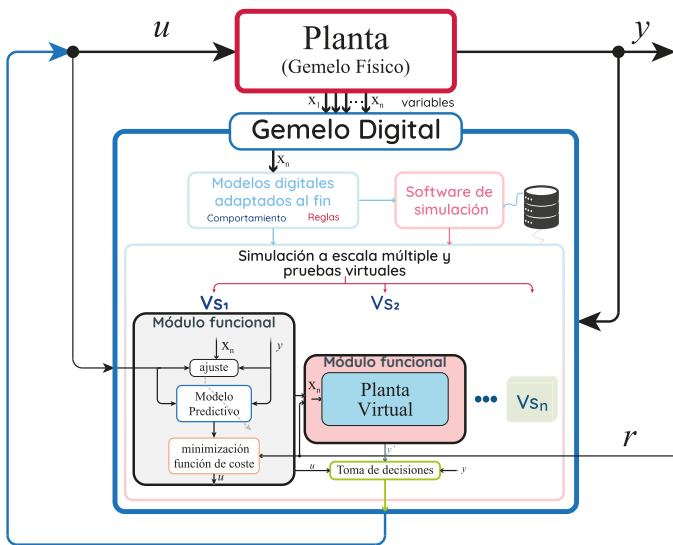 u
Planta
(Gemelo Físico)
y
x₁ ... xₙ variables
Gemelo Digital
xₙ
Modelos digitales
adaptados al fin
Comportamiento Reglas
Software de
simulación
Simulación a escala múltiple y
pruebas virtuales
Vs₁
Vs₂
Módulo funcional
xₙ
y
ajuste
Modelo
Predictivo
minimización
función de coste
u
Módulo funcional
xₙ
Planta
Virtual
Vsₙ
r
y'
u
Toma de decisiones
y